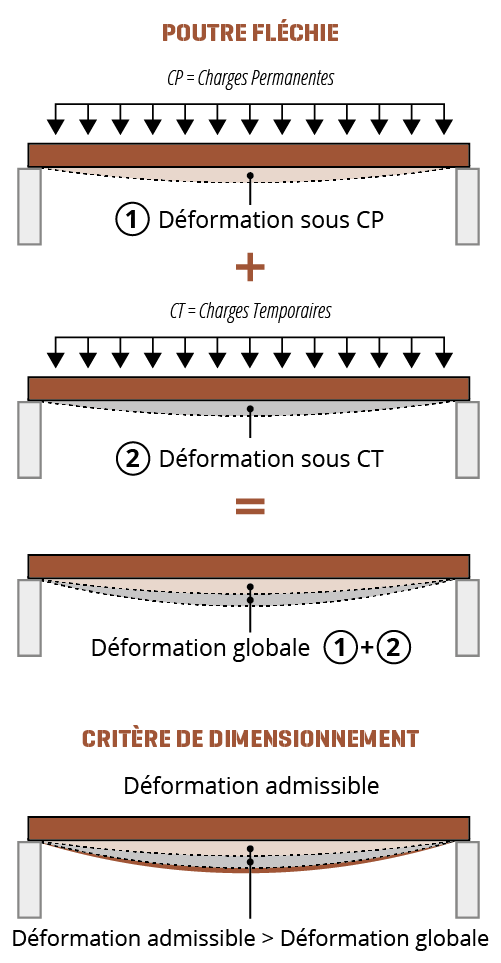 POUTRE FLÉCHIE
CP = Charges Permanentes
1 Déformation sous CP
+
CT = Charges Temporaires
2 Déformation sous CT
=
Déformation globale 1+2
CRITÈRE DE DIMENSIONNEMENT
Déformation admissible
Déformation admissible > Déformation globale